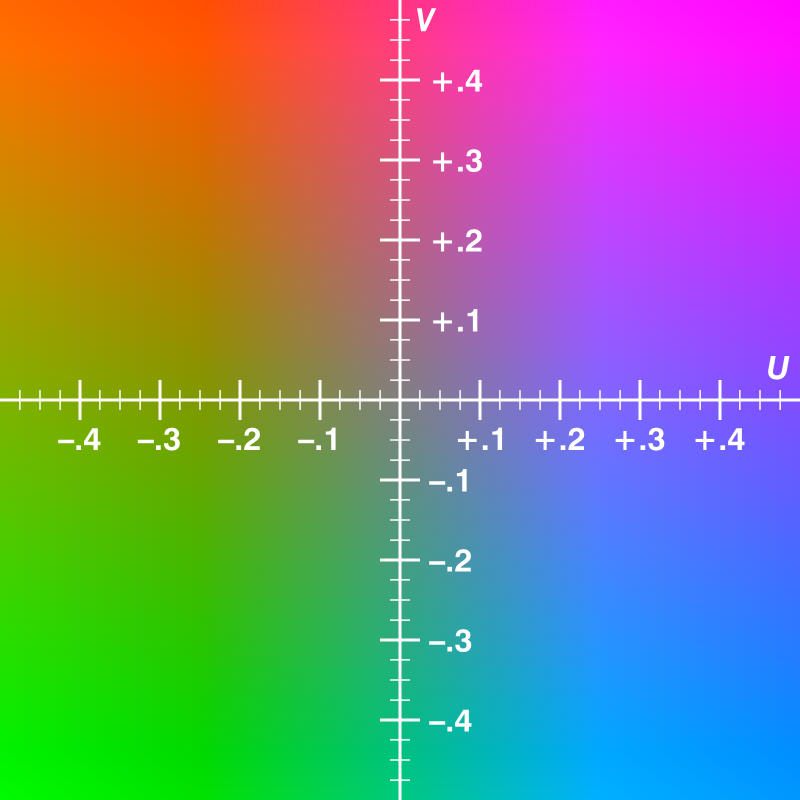 V
+.4
+.3
+.2
+.1
U
–.4 –.3 –.2 –.1 +.1 +.2 +.3 +.4
–.1
–.2
–.3
–.4